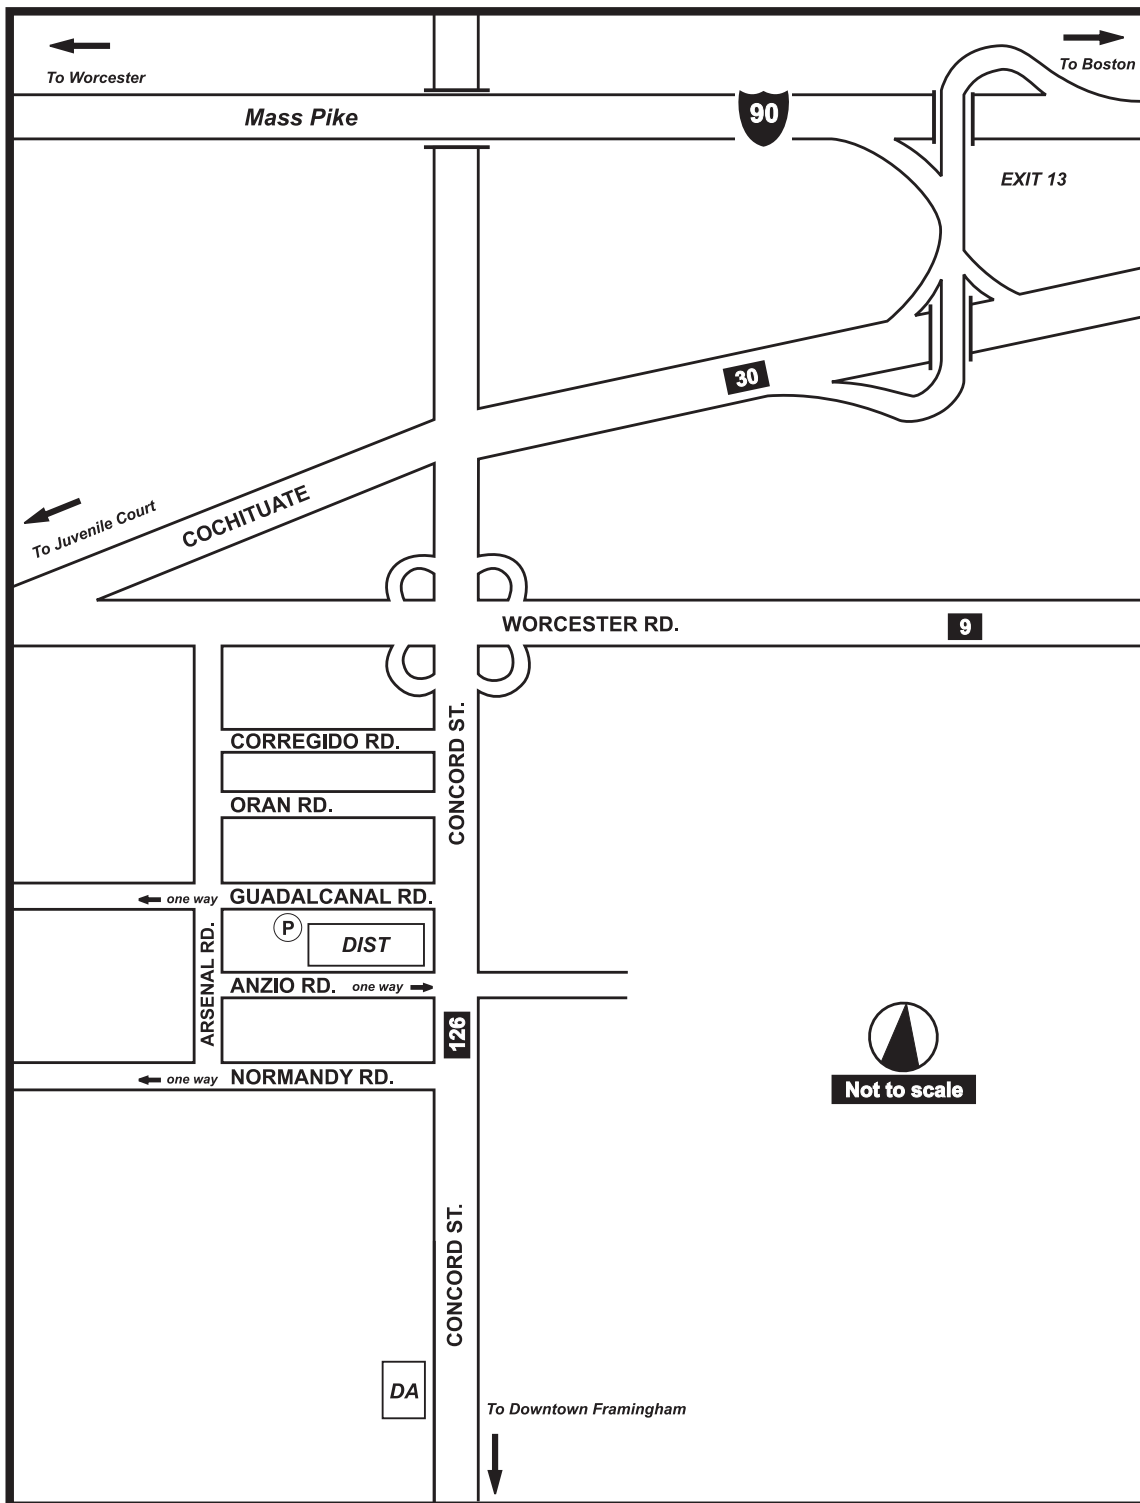 To Worcester
To Boston
Mass Pike
90
EXIT 13
30
COCHITUATE
To Juvenile Court
WORCESTER RD.
9
CORREGIDO RD.
CONCORD ST.
ORAN RD.
one way
GUADALCANAL RD.
P
DIST
ARSENAL RD.
ANZIO RD.
one way
126
one way
NORMANDY RD.
Not to scale
CONCORD ST.
DA
To Downtown Framingham